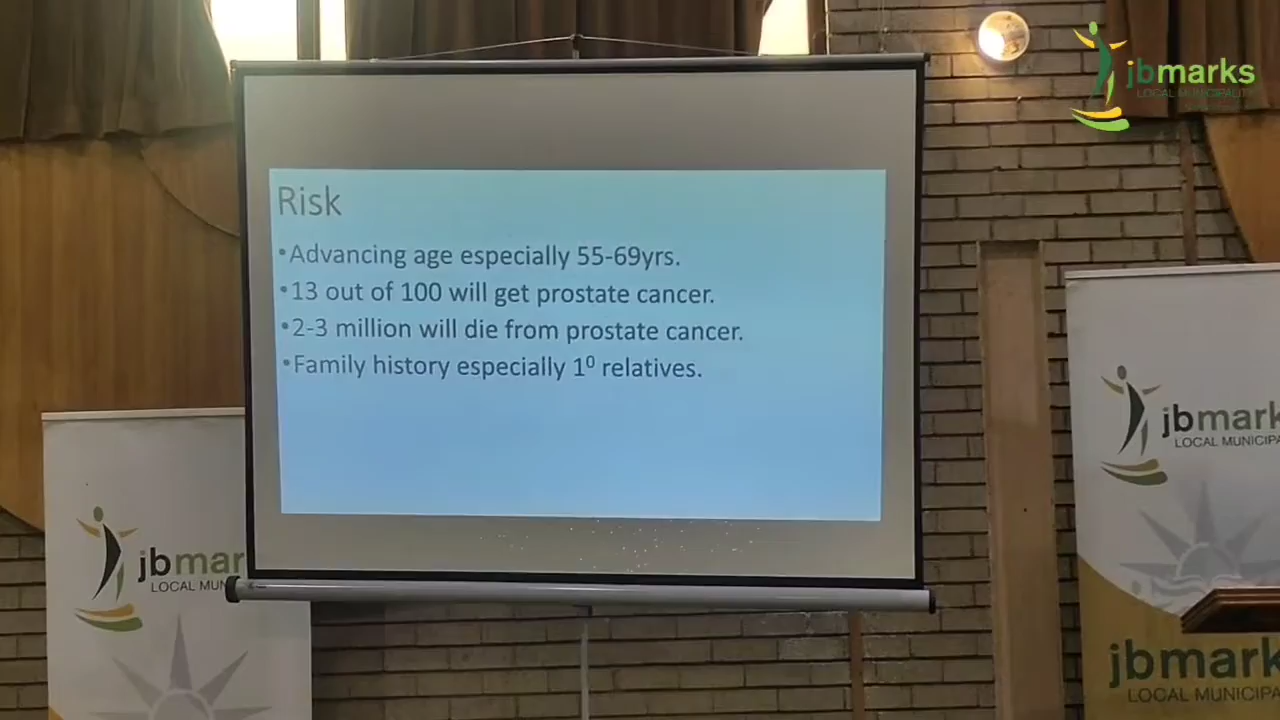 jbmarks
LOCAL MUNICIPALITY
Risk
•Advancing age especially 55-69yrs.
•13 out of 100 will get prostate cancer.
•2-3 million will die from prostate cancer.
•Family history especially 1⁰ relatives.
jbmark
LOCAL MUNICIPA
jbmar
LOCAL MUN
jbmarks
LOCAL MUNICIPA